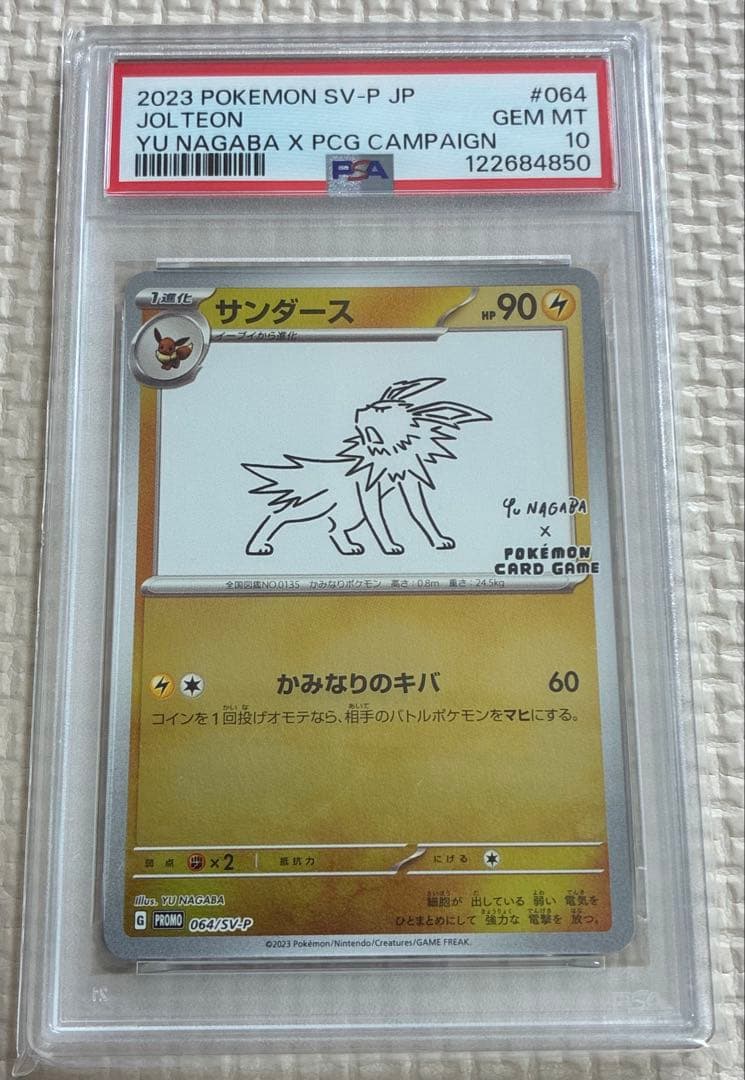 2023 POKEMON SV-P JP #064
JOLTEON GEM MT
YU NAGABA X PCG CAMPAIGN 10
PSA 122684850
1進化 サンダース HP 90
イーブイから進化
Yu NAGABA
×
POKÉMON
CARD GAME
全国図鑑NO.0135 かみなりポケモン 高さ:0.8m 重さ:24.5kg
かみなりのキバ 60
コインを1回投げオモテなら、相手のバトルポケモンをマヒにする。
弱点 ×2 抵抗力 にげる
Illus. YU NAGABA
細胞が出している弱い電気を
ひとまとめにして強力な電撃を放つ。
G PROMO 064/SV-P
©2023 Pokémon/Nintendo/Creatures/GAME FREAK.
PSA